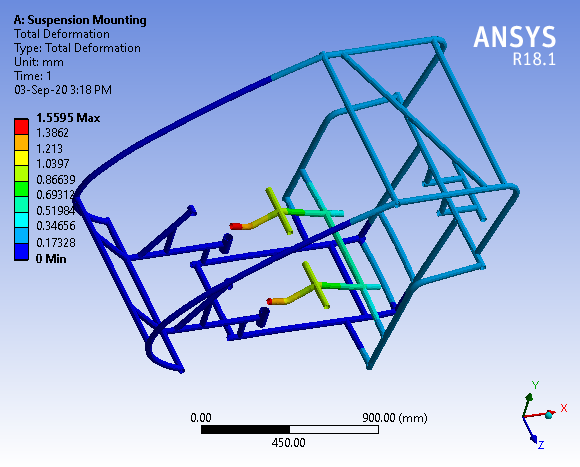 A: Suspension Mounting
Total Deformation
Type: Total Deformation
Unit: mm
Time: 1
03-Sep-20 3:18 PM
ANSYS
R18.1
1.5595 Max
1.3862
1.213
1.0397
0.86639
0.69312
0.51984
0.34656
0.17328
0 Min
0.00
900.00 (mm)
450.00
Y
X
Z